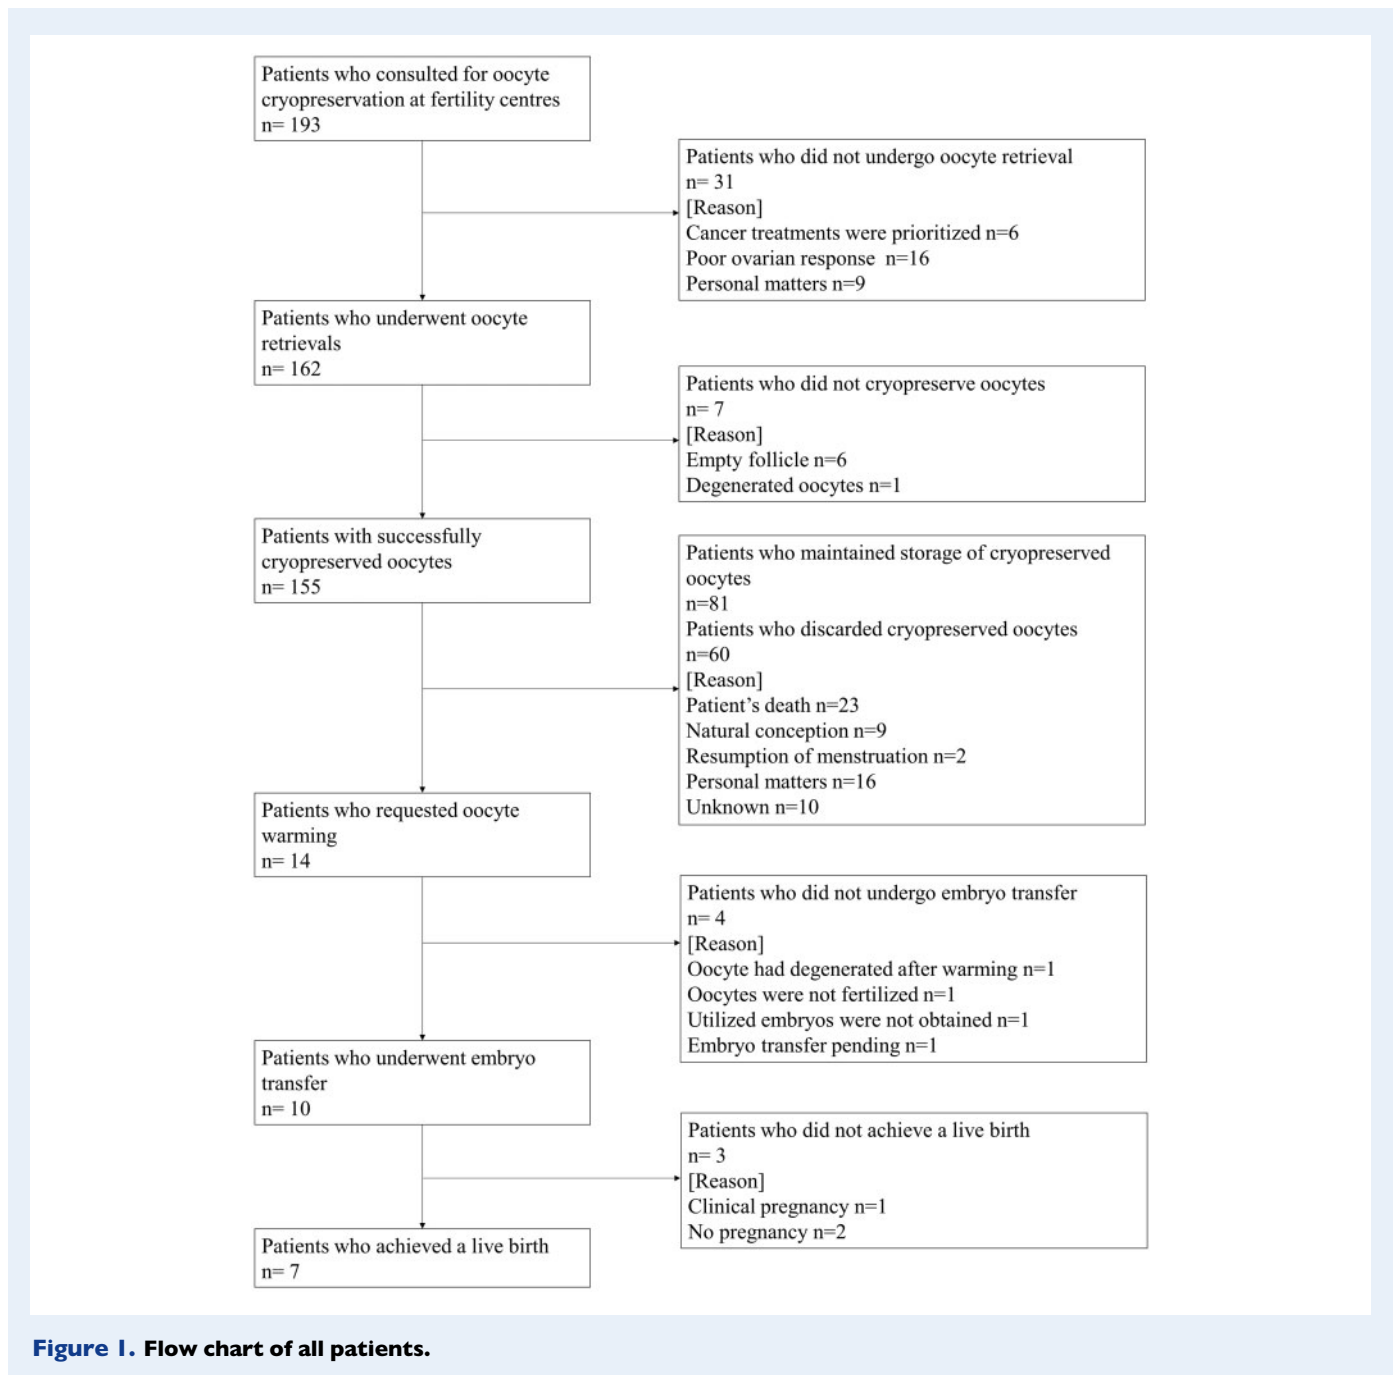 Patients who consulted for oocyte
cryopreservation at fertility centres
n= 193
Patients who did not undergo oocyte retrieval
n= 31
[Reason]
Cancer treatments were prioritized n=6
Poor ovarian response n=16
Personal matters n=9
Patients who underwent oocyte
retrievals
n= 162
Patients who did not cryopreserve oocytes
n= 7
[Reason]
Empty follicle n=6
Degenerated oocytes n=1
Patients with successfully
cryopreserved oocytes
n= 155
Patients who maintained storage of cryopreserved
oocytes
n=81
Patients who discarded cryopreserved oocytes
n=60
[Reason]
Patient’s death n=23
Natural conception n=9
Resumption of menstruation n=2
Personal matters n=16
Unknown n=10
Patients who requested oocyte
warming
n= 14
Patients who did not undergo embryo transfer
n= 4
[Reason]
Oocyte had degenerated after warming n=1
Oocytes were not fertilized n=1
Utilized embryos were not obtained n=1
Embryo transfer pending n=1
Patients who underwent embryo
transfer
n= 10
Patients who did not achieve a live birth
n= 3
[Reason]
Clinical pregnancy n=1
No pregnancy n=2
Patients who achieved a live birth
n= 7
Figure 1. Flow chart of all patients.